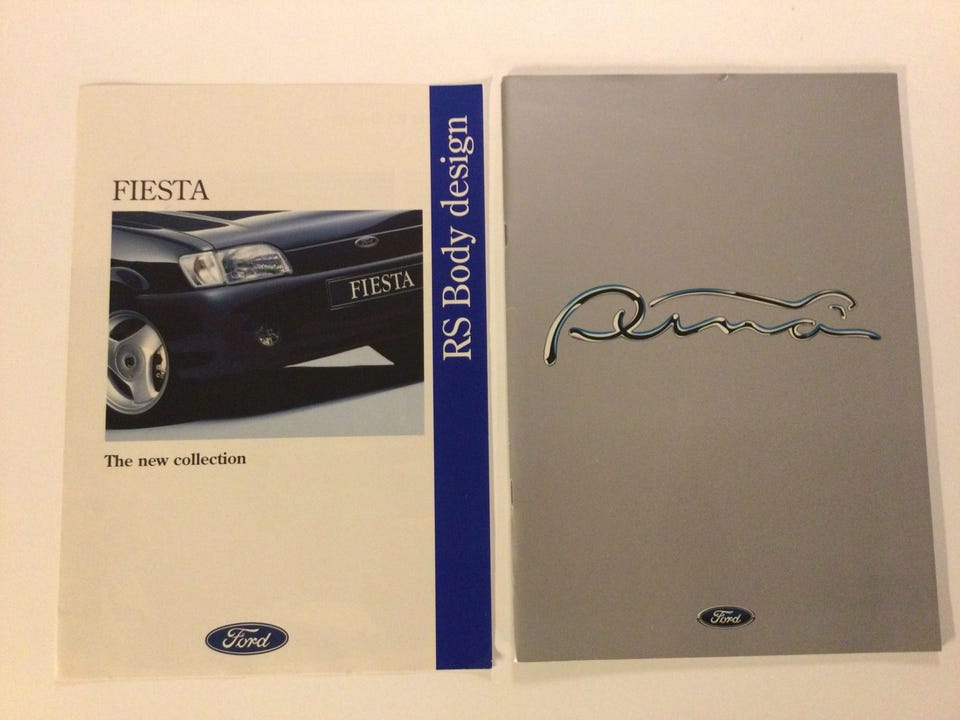 FIESTA
FIESTA
The new collection
Ford
RS Body design
Puma
Ford